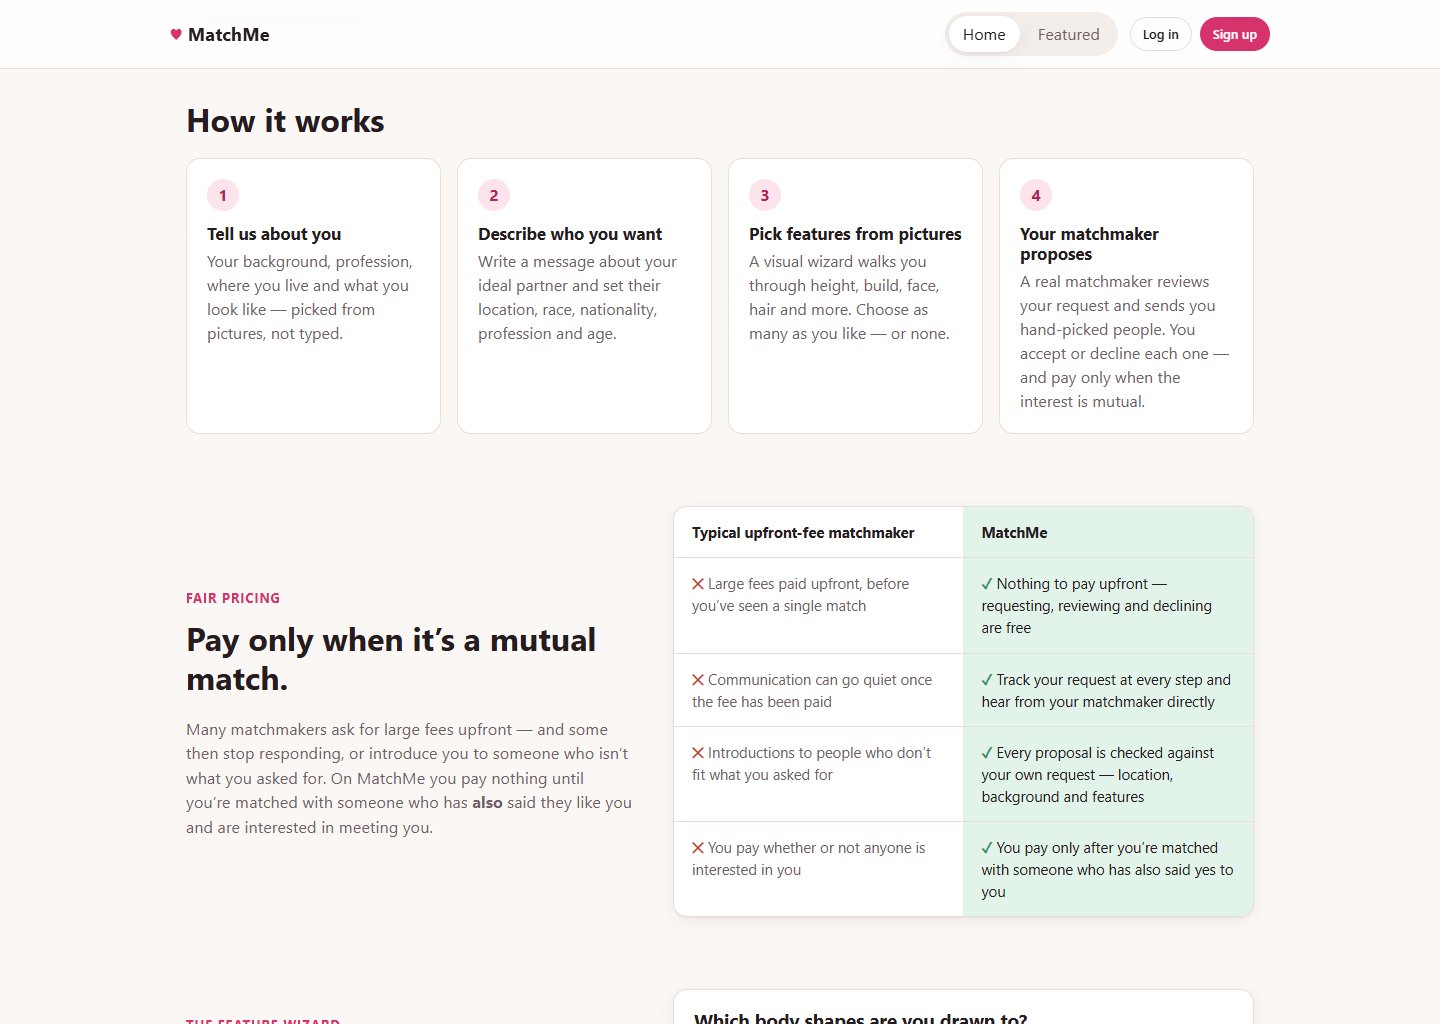 MatchMe
Home
Featured
Log in
Sign up
How it works
1
Tell us about you
Your background, profession,
where you live and what you
look like — picked from
pictures, not typed.
2
Describe who you want
Write a message about your
ideal partner and set their
location, race, nationality,
profession and age.
3
Pick features from pictures
A visual wizard walks you
through height, build, face,
hair and more. Choose as
many as you like — or none.
4
Your matchmaker
proposes
A real matchmaker reviews
your request and sends you
hand-picked people. You
accept or decline each one —
and pay only when the
interest is mutual.
FAIR PRICING
Pay only when it’s a mutual
match.
Many matchmakers ask for large fees upfront — and some
then stop responding, or introduce you to someone who isn’t
what you asked for. On MatchMe you pay nothing until
you’re matched with someone who has also said they like you
and are interested in meeting you.
Typical upfront-fee matchmaker
MatchMe
✕ Large fees paid upfront, before
you’ve seen a single match
✓ Nothing to pay upfront —
requesting, reviewing and declining
are free
✕ Communication can go quiet once
the fee has been paid
✓ Track your request at every step and
hear from your matchmaker directly
✕ Introductions to people who don’t
fit what you asked for
✓ Every proposal is checked against
your own request — location,
background and features
✕ You pay whether or not anyone is
interested in you
✓ You pay only after you’re matched
with someone who has also said yes to
you
THE FEATURE WIZARD
Which body shapes are you drawn to?